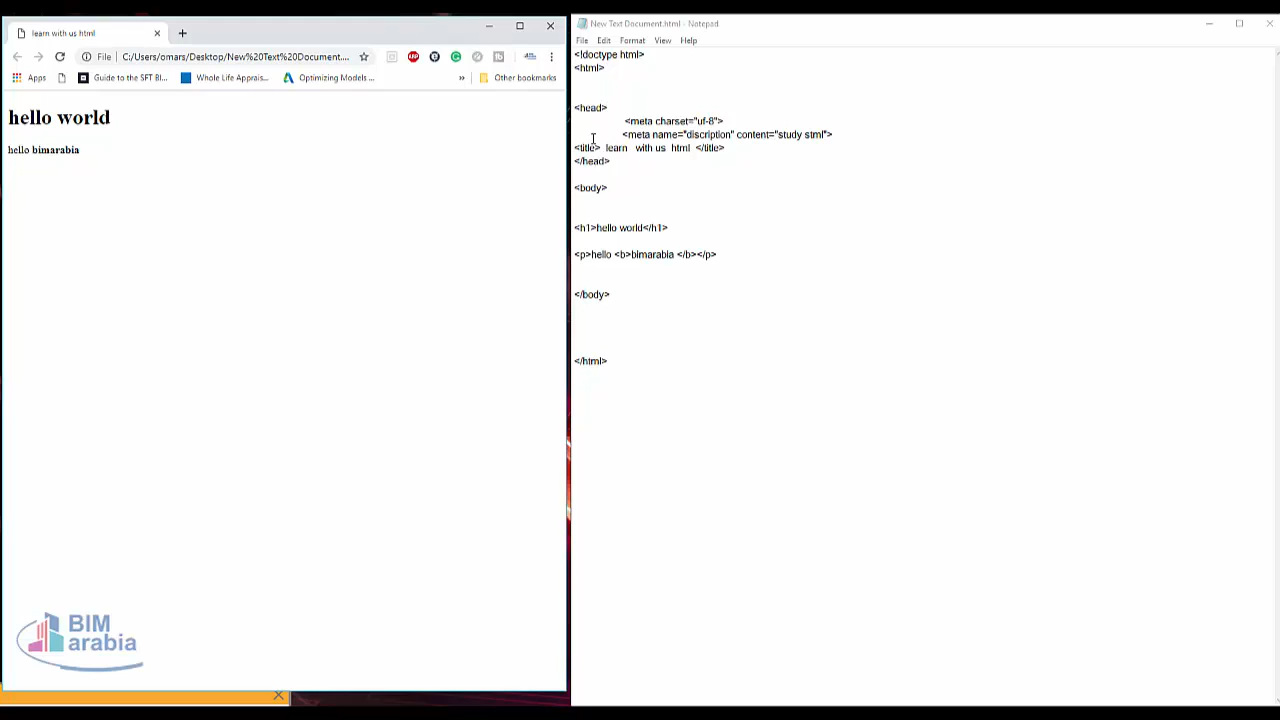 learn with us html
File
C:/Users/omars/Desktop/New%20Text%20Document....
Apps
Guide to the SFT BI...
Whole Life Apprais...
Optimizing Models ...
»
Other bookmarks
hello world
hello bimarabia
BIM
arabia
New Text Document.html - Notepad
File Edit Format View Help
<!doctype html>
<html>
<head>
<meta charset="uf-8">
<meta name="discription" content="study stml">
<title> learn with us html </title>
</head>
<body>
<h1>hello world</h1>
<p>hello <b>bimarabia </b></p>
</body>
</html>